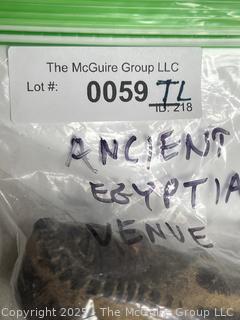 The McGuire Group LLC
Lot #: 0059 TL
ID: 218
ANCIENT
EGYPTIA
VENUE
Copyright 2025 The McGuire Group LLC